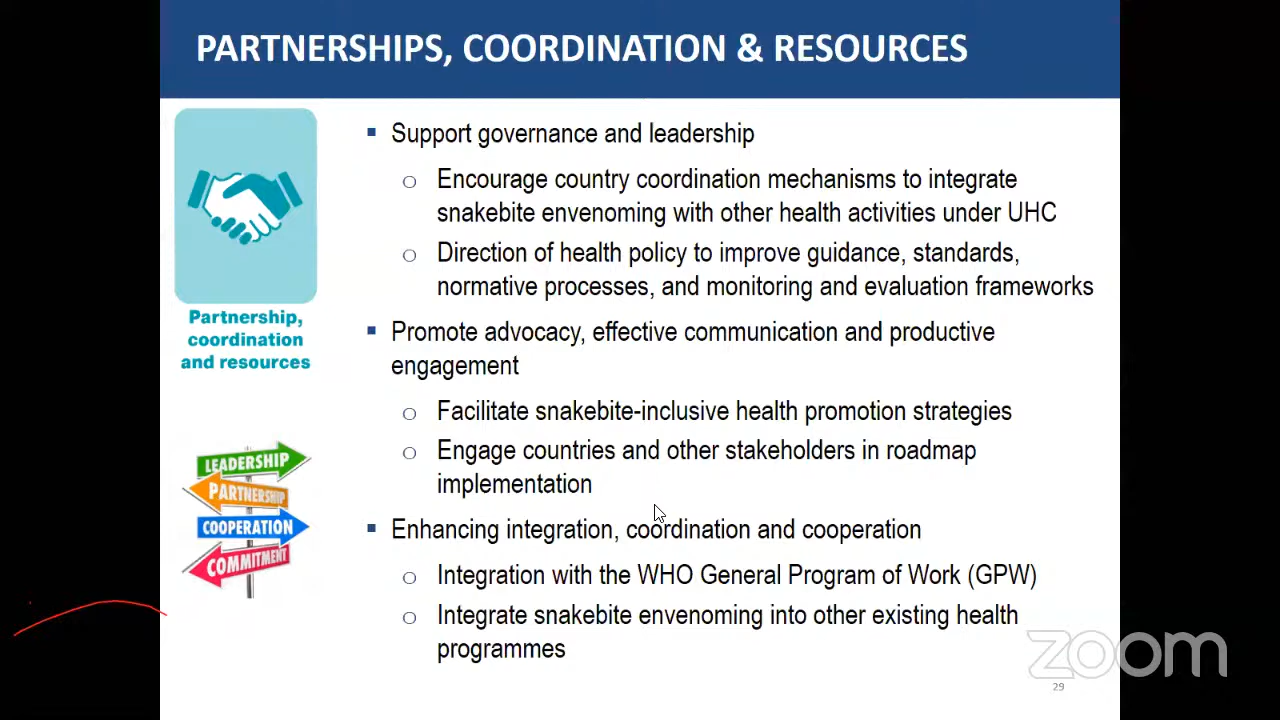 PARTNERSHIPS, COORDINATION & RESOURCES
Partnership,
coordination
and resources
LEADERSHIP
PARTNERSHIP
COOPERATION
COMMITMENT
▪ Support governance and leadership
o Encourage country coordination mechanisms to integrate
snakebite envenoming with other health activities under UHC
o Direction of health policy to improve guidance, standards,
normative processes, and monitoring and evaluation frameworks
▪ Promote advocacy, effective communication and productive
engagement
o Facilitate snakebite-inclusive health promotion strategies
o Engage countries and other stakeholders in roadmap
implementation
▪ Enhancing integration, coordination and cooperation
o Integration with the WHO General Program of Work (GPW)
o Integrate snakebite envenoming into other existing health
programmes
zoom
29